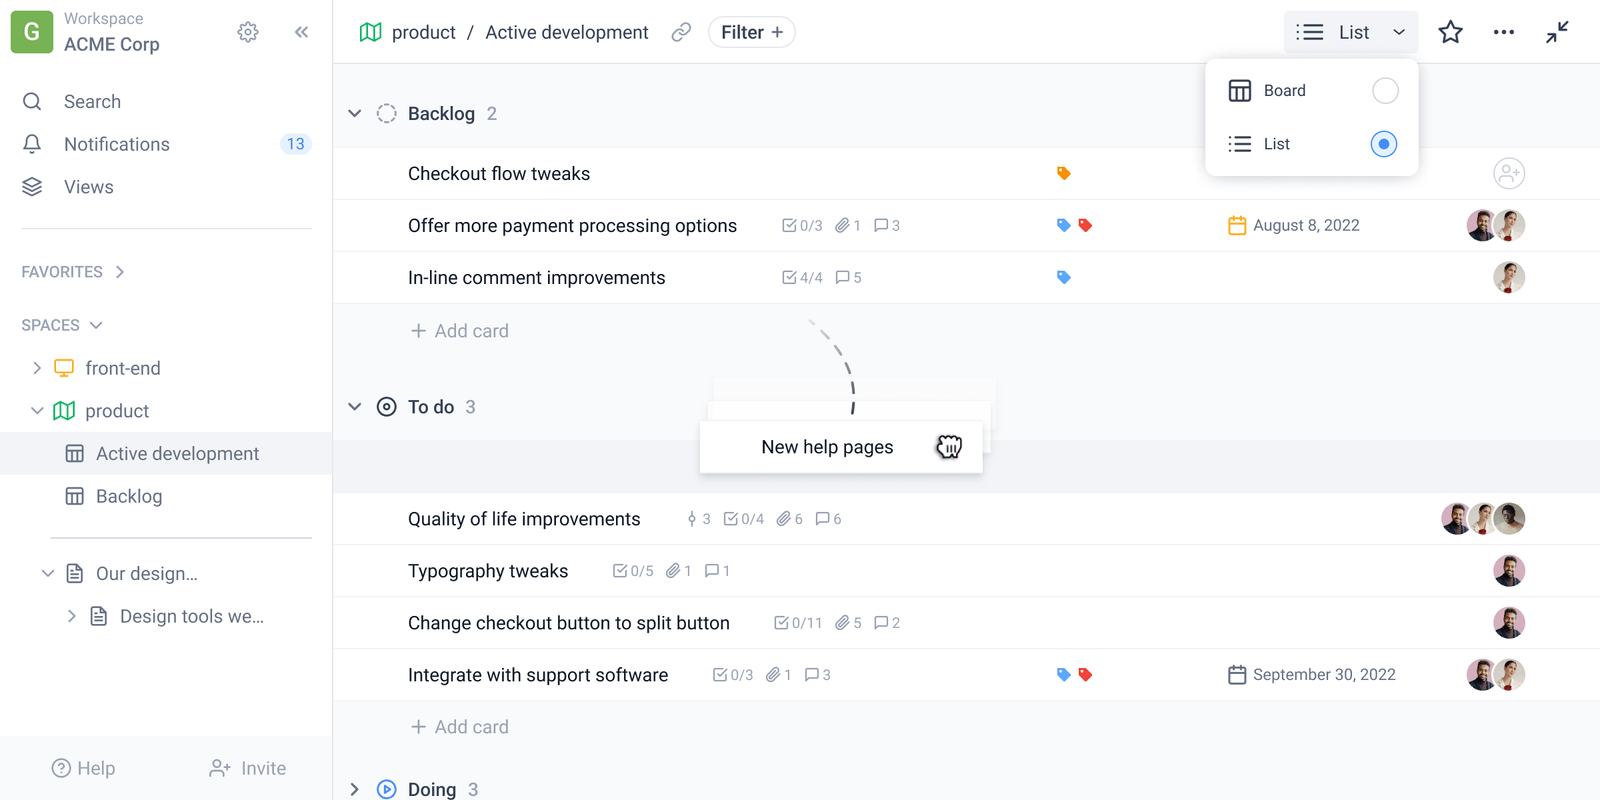 G
Workspace
ACME Corp
Search
Notifications 13
Views
FAVORITES
SPACES
front-end
product
Active development
Backlog
Our design...
Design tools we...
Help
Invite
product / Active development
Filter +
List
Board
List
Backlog 2
Checkout flow tweaks
Offer more payment processing options 0/3 1 3 August 8, 2022
In-line comment improvements 4/4 5
+ Add card
To do 3
New help pages
Quality of life improvements 3 0/4 6 6
Typography tweaks 0/5 1 1
Change checkout button to split button 0/11 5 2
Integrate with support software 0/3 1 3 September 30, 2022
+ Add card
Doing 3